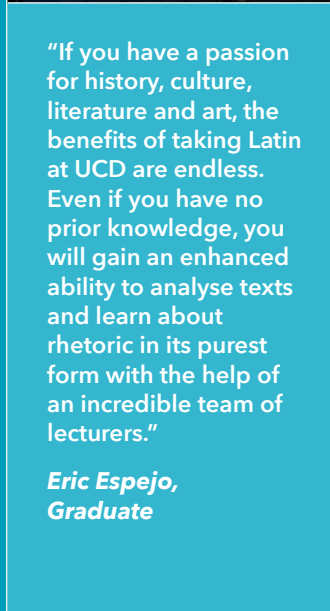 “If you have a passion
for history, culture,
literature and art, the
benefits of taking Latin
at UCD are endless.
Even if you have no
prior knowledge, you
will gain an enhanced
ability to analyse texts
and learn about
rhetoric in its purest
form with the help of
an incredible team of
lecturers.”
Eric Espejo,
Graduate